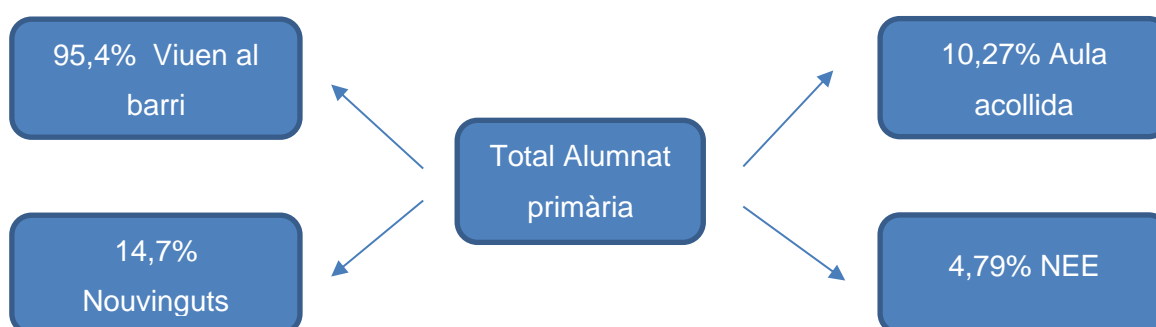 95,4% Viuen al
barri
10,27% Aula
acollida
Total Alumnat
primària
14,7%
Nouvinguts
4,79% NEE